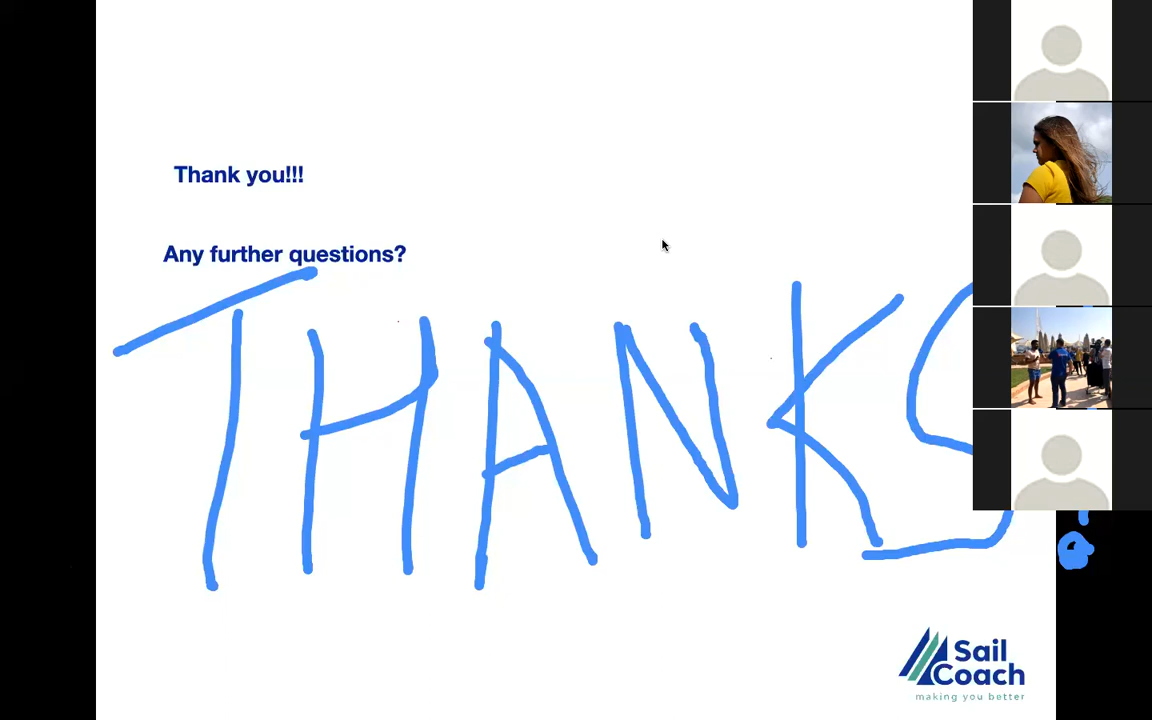 Thank you!!!
Any further questions?
THANKS
Sail
Coach
making you better